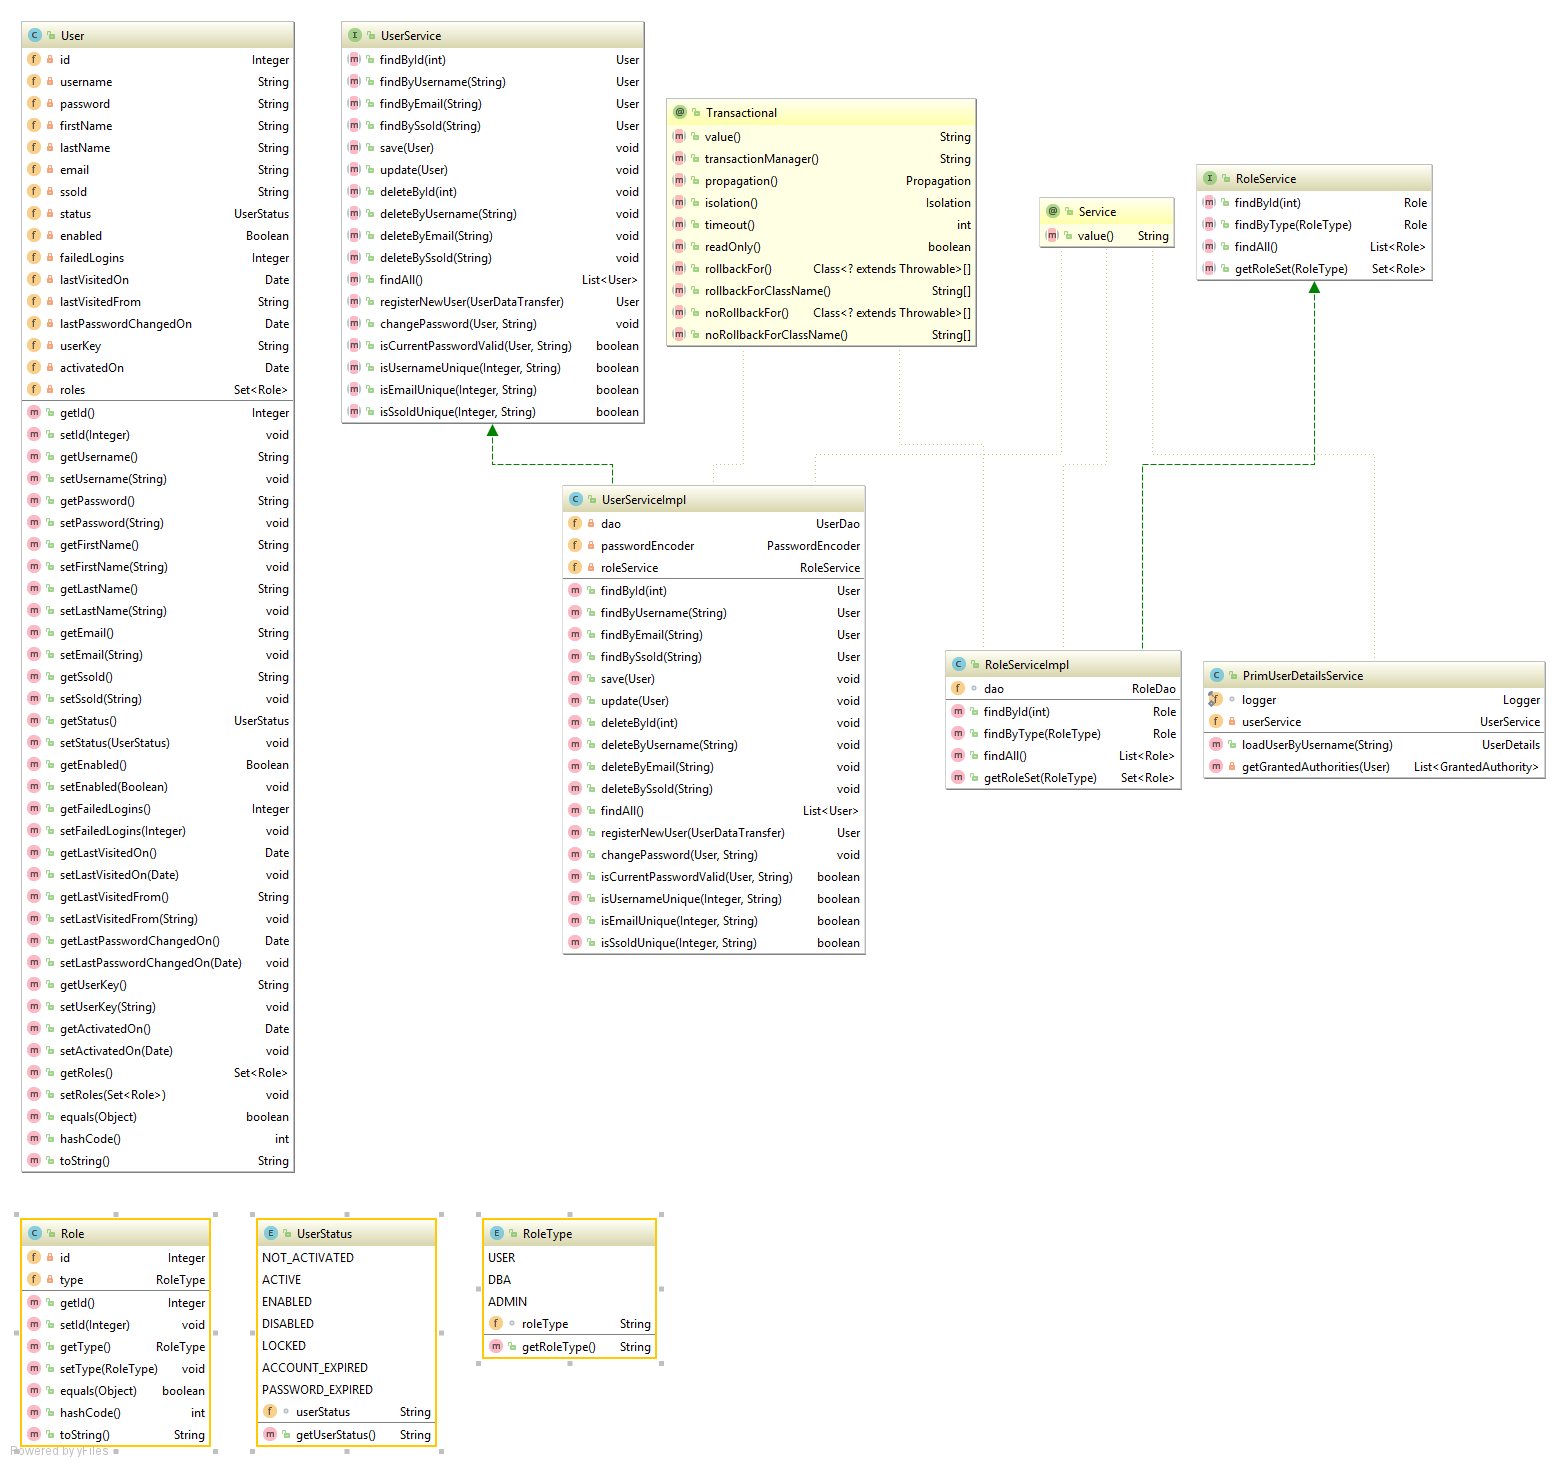 User
id Integer
username String
password String
firstName String
lastName String
email String
ssoId String
status UserStatus
enabled Boolean
failedLogins Integer
lastVisitedOn Date
lastVisitedFrom String
lastPasswordChangedOn Date
userKey String
activatedOn Date
roles Set<Role>
getId() Integer
setId(Integer) void
getUsername() String
setUsername(String) void
getPassword() String
setPassword(String) void
getFirstName() String
setFirstName(String) void
getLastName() String
setLastName(String) void
getEmail() String
setEmail(String) void
getSsoId() String
setSsoId(String) void
getStatus() UserStatus
setStatus(UserStatus) void
getEnabled() Boolean
setEnabled(Boolean) void
getFailedLogins() Integer
setFailedLogins(Integer) void
getLastVisitedOn() Date
setLastVisitedOn(Date) void
getLastVisitedFrom() String
setLastVisitedFrom(String) void
getLastPasswordChangedOn() Date
setLastPasswordChangedOn(Date) void
getUserKey() String
setUserKey(String) void
getActivatedOn() Date
setActivatedOn(Date) void
getRoles() Set<Role>
setRoles(Set<Role>) void
equals(Object) boolean
hashCode() int
toString() String
UserService
findById(int) User
findByUsername(String) User
findByEmail(String) User
findBySsoId(String) User
save(User) void
update(User) void
deleteById(int) void
deleteByUsername(String) void
deleteByEmail(String) void
deleteBySsoId(String) void
findAll() List<User>
registerNewUser(UserDataTransfer) User
changePassword(User, String) void
isCurrentPasswordValid(User, String) boolean
isUsernameUnique(Integer, String) boolean
isEmailUnique(Integer, String) boolean
isSsoIdUnique(Integer, String) boolean
Transactional
value() String
transactionManager() String
propagation() Propagation
isolation() Isolation
timeout() int
readOnly() boolean
rollbackFor() Class<? extends Throwable>[]
rollbackForClassName() String[]
noRollbackFor() Class<? extends Throwable>[]
noRollbackForClassName() String[]
Service
value() String
RoleService
findById(int) Role
findByType(RoleType) Role
findAll() List<Role>
getRoleSet(RoleType) Set<Role>
UserServiceImpl
dao UserDao
passwordEncoder PasswordEncoder
roleService RoleService
findById(int) User
findByUsername(String) User
findByEmail(String) User
findBySsoId(String) User
save(User) void
update(User) void
deleteById(int) void
deleteByUsername(String) void
deleteByEmail(String) void
deleteBySsoId(String) void
findAll() List<User>
registerNewUser(UserDataTransfer) User
changePassword(User, String) void
isCurrentPasswordValid(User, String) boolean
isUsernameUnique(Integer, String) boolean
isEmailUnique(Integer, String) boolean
isSsoIdUnique(Integer, String) boolean
RoleServiceImpl
dao RoleDao
findById(int) Role
findByType(RoleType) Role
findAll() List<Role>
getRoleSet(RoleType) Set<Role>
PrimUserDetailsService
logger Logger
userService UserService
loadUserByUsername(String) UserDetails
getGrantedAuthorities(User) List<GrantedAuthority>
Role
id Integer
type RoleType
getId() Integer
setId(Integer) void
getType() RoleType
setType(RoleType) void
equals(Object) boolean
hashCode() int
toString() String
UserStatus
NOT_ACTIVATED
ACTIVE
ENABLED
DISABLED
LOCKED
ACCOUNT_EXPIRED
PASSWORD_EXPIRED
userStatus String
getUserStatus() String
RoleType
USER
DBA
ADMIN
roleType String
getRoleType() String
Powered by yFiles